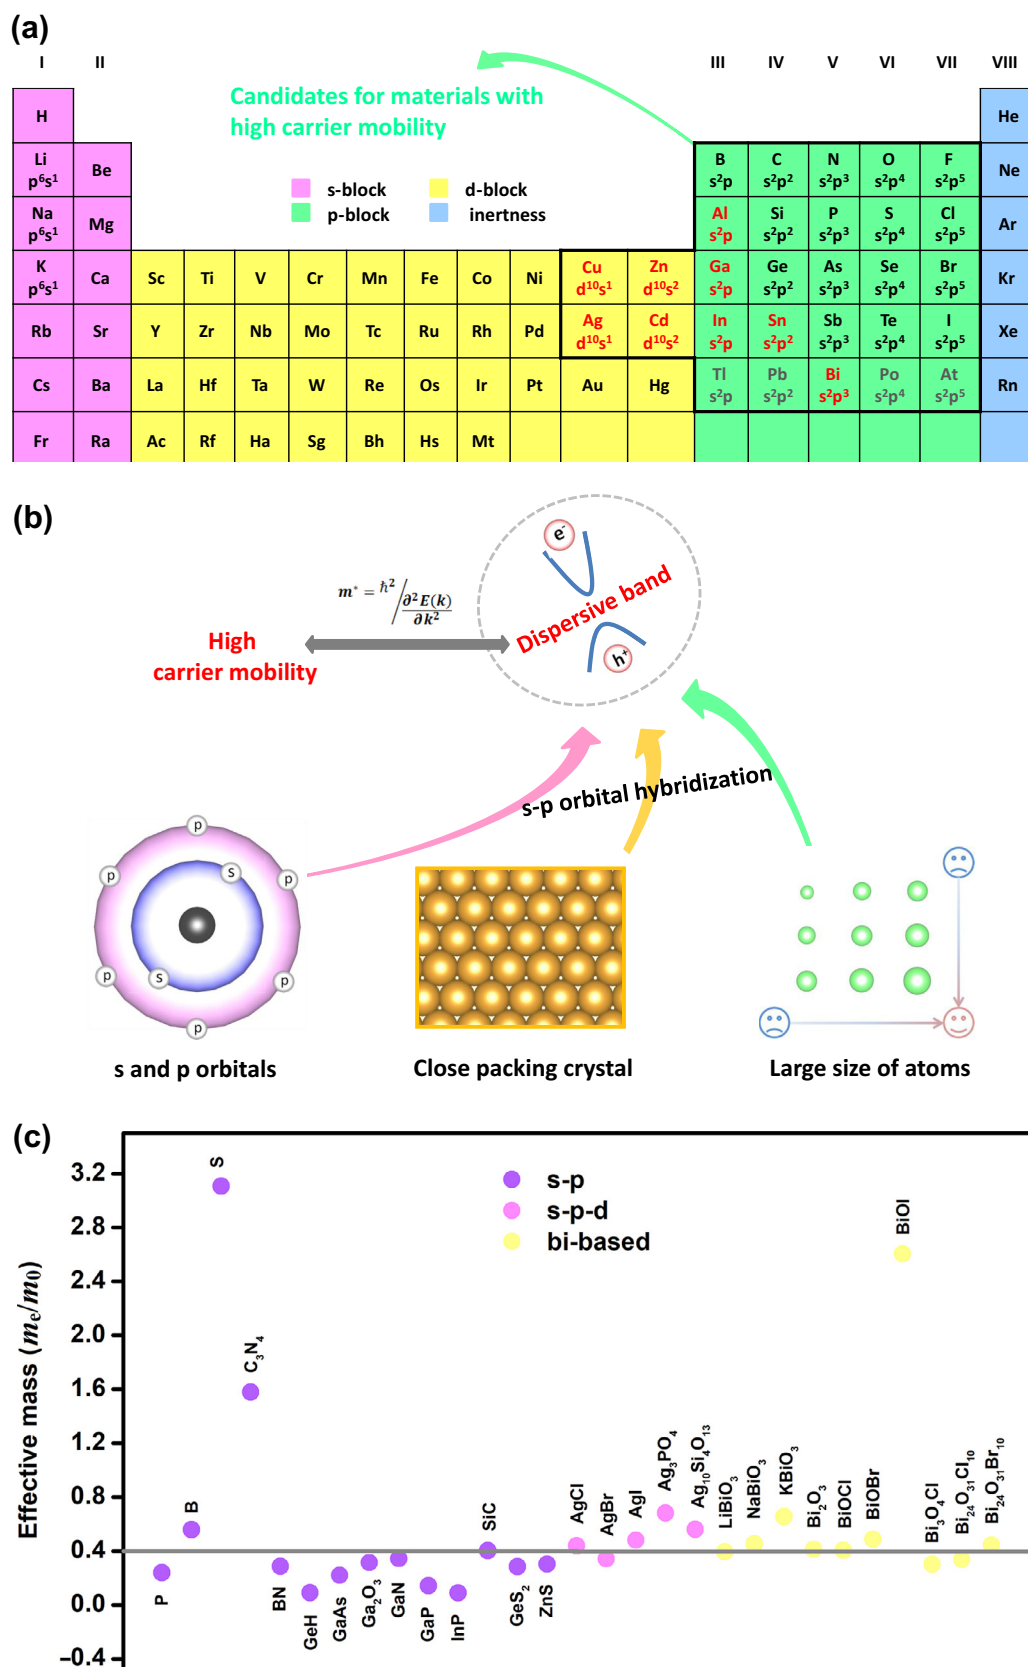 (a)
I II III IV V VI VII VIII
Candidates for materials with
high carrier mobility
H He
Li Be B C N O F Ne
p⁶s¹ s²p s²p² s²p³ s²p⁴ s²p⁵
s-block d-block
p-block inertness
Na Mg Al Si P S Cl Ar
p⁶s¹ s²p s²p² s²p³ s²p⁴ s²p⁵
K Ca Sc Ti V Cr Mn Fe Co Ni Cu Zn Ga Ge As Se Br Kr
p⁶s¹ d¹⁰s¹ d¹⁰s² s²p s²p² s²p³ s²p⁴ s²p⁵
Rb Sr Y Zr Nb Mo Tc Ru Rh Pd Ag Cd In Sn Sb Te I Xe
d¹⁰s¹ d¹⁰s² s²p s²p² s²p³ s²p⁴ s²p⁵
Cs Ba La Hf Ta W Re Os Ir Pt Au Hg Tl Pb Bi Po At Rn
s²p s²p² s²p³ s²p⁴ s²p⁵
Fr Ra Ac Rf Ha Sg Bh Hs Mt
(b)
e⁻
m* = ℏ²/∂²E(k)/∂k²
Dispersive band
High
carrier mobility
h⁺
s-p orbital hybridization
p
p s p
p s p
p
s and p orbitals
Close packing crystal
Large size of atoms
(c)
Effective mass (mₑ/m₀)
3.2
2.8
2.4
2.0
1.6
1.2
0.8
0.4
0.0
−0.4
s-p
s-p-d
bi-based
P
B
S
C₃N₄
BN
GeH
GaAs
Ga₂O₃
GaN
GaP
InP
SiC
GeS₂
ZnS
AgCl
AgBr
AgI
Ag₃PO₄
Ag₁₀Si₄O₁₃
LiBiO₃
NaBiO₃
KBiO₃
Bi₂O₃
BiOCl
BiOBr
BiOI
Bi₃O₄Cl
Bi₂₄O₃₁Cl₁₀
Bi₂₄O₃₁Br₁₀